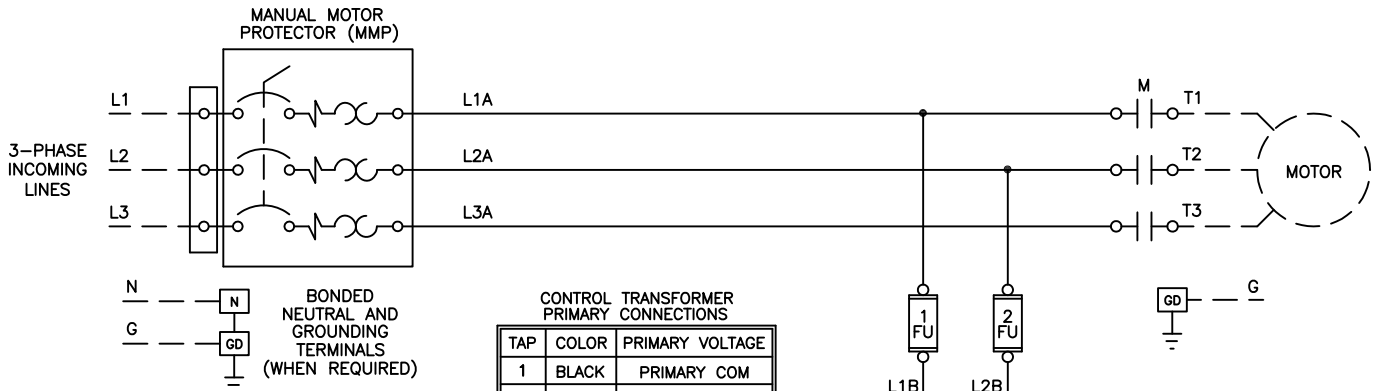 MANUAL MOTOR
PROTECTOR (MMP)
L1
L1A
M
T1
3-PHASE
INCOMING
LINES
L2
L2A
T2
MOTOR
L3
L3A
T3
N
N
BONDED
NEUTRAL AND
GROUNDING
TERMINALS
(WHEN REQUIRED)
G
GD
CONTROL TRANSFORMER
PRIMARY CONNECTIONS
TAP COLOR PRIMARY VOLTAGE
1 BLACK PRIMARY COM
1
FU
2
FU
L1B
L2B
GD
G